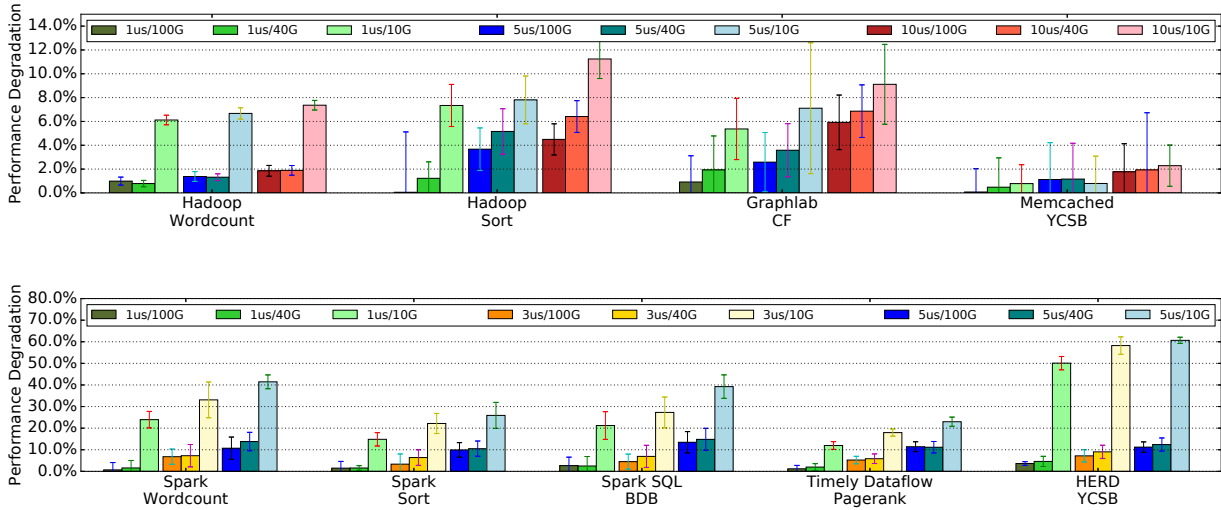 14.0%
12.0%
10.0%
8.0%
6.0%
4.0%
2.0%
0.0%
Performance Degradation
1us/100G 1us/40G 1us/10G 5us/100G 5us/40G 5us/10G 10us/100G 10us/40G 10us/10G
Hadoop Hadoop Graphlab Memcached
Wordcount Sort CF YCSB
80.0%
70.0%
60.0%
50.0%
40.0%
30.0%
20.0%
10.0%
0.0%
Performance Degradation
1us/100G 1us/40G 1us/10G 3us/100G 3us/40G 3us/10G 5us/100G 5us/40G 5us/10G
Spark Spark Spark SQL Timely Dataflow HERD
Wordcount Sort BDB Pagerank YCSB